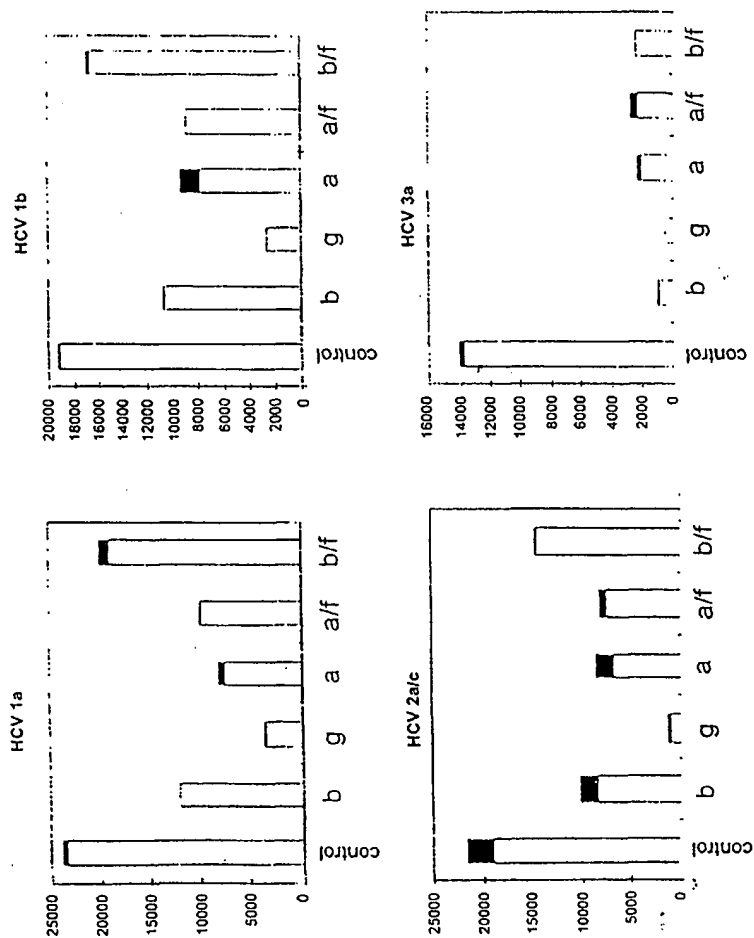 HCV 1a
25000
20000
15000
10000
5000
0
control
b
g
a
a/f
b/f
HCV 1b
20000
18000
16000
14000
12000
10000
8000
6000
4000
2000
0
control
b
g
a
a/f
b/f
HCV 2a/c
25000
20000
15000
10000
5000
0
control
b
g
a
a/f
b/f
HCV 3a
16000
14000
12000
10000
8000
6000
4000
2000
0
control
b
g
a
a/f
b/f